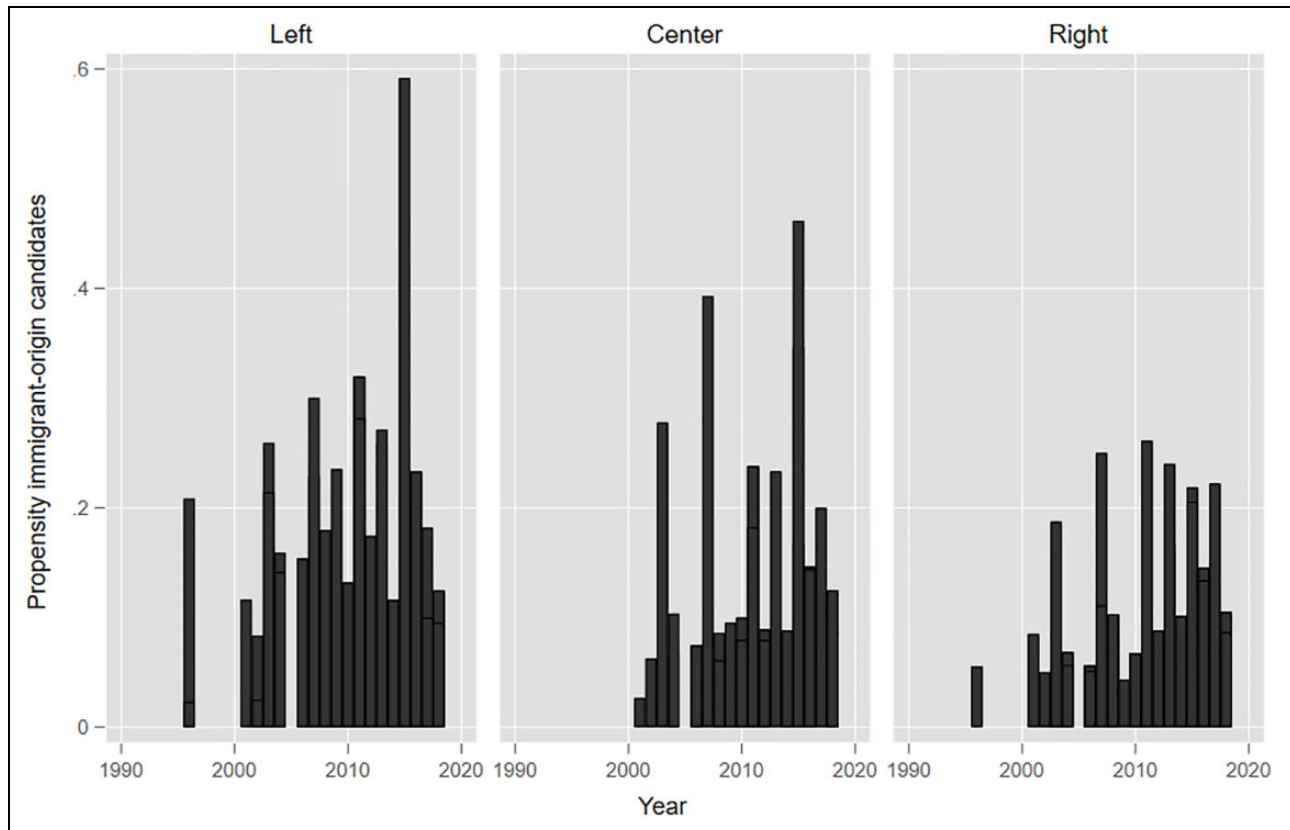 Left Center Right
Propensity immigrant-origin candidates
.6
.4
.2
0
1990 2000 2010 2020 1990 2000 2010 2020 1990 2000 2010 2020
Year